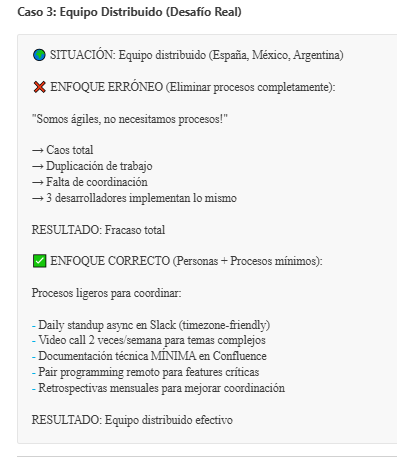 Caso 3: Equipo Distribuido (Desafío Real)
🌍 SITUACIÓN: Equipo distribuido (España, México, Argentina)
❌ ENFOQUE ERRÓNEO (Eliminar procesos completamente):
"Somos ágiles, no necesitamos procesos!"
→ Caos total
→ Duplicación de trabajo
→ Falta de coordinación
→ 3 desarrolladores implementan lo mismo
RESULTADO: Fracaso total
✅ ENFOQUE CORRECTO (Personas + Procesos mínimos):
Procesos ligeros para coordinar:
- Daily standup async en Slack (timezone-friendly)
- Video call 2 veces/semana para temas complejos
- Documentación técnica MÍNIMA en Confluence
- Pair programming remoto para features críticas
- Retrospectivas mensuales para mejorar coordinación
RESULTADO: Equipo distribuido efectivo